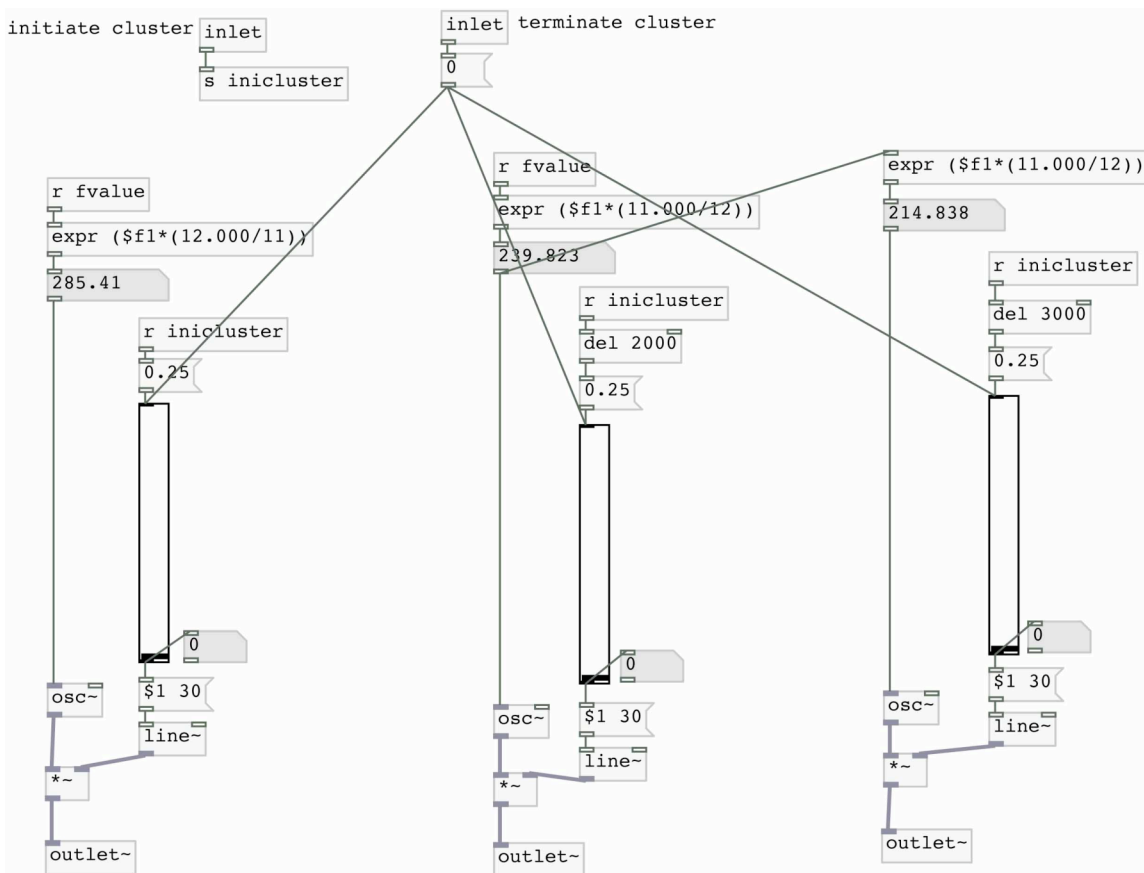 initiate cluster
inlet
s inicluster
inlet
terminate cluster
0
r fvalue
expr ($f1*(12.000/11))
285.41
r inicluster
0.25
0
$1 30
line~
osc~
*~
outlet~
r fvalue
expr ($f1*(11.000/12))
239.823
r inicluster
del 2000
0.25
0
$1 30
line~
osc~
*~
outlet~
expr ($f1*(11.000/12))
214.838
r inicluster
del 3000
0.25
0
$1 30
line~
osc~
*~
outlet~